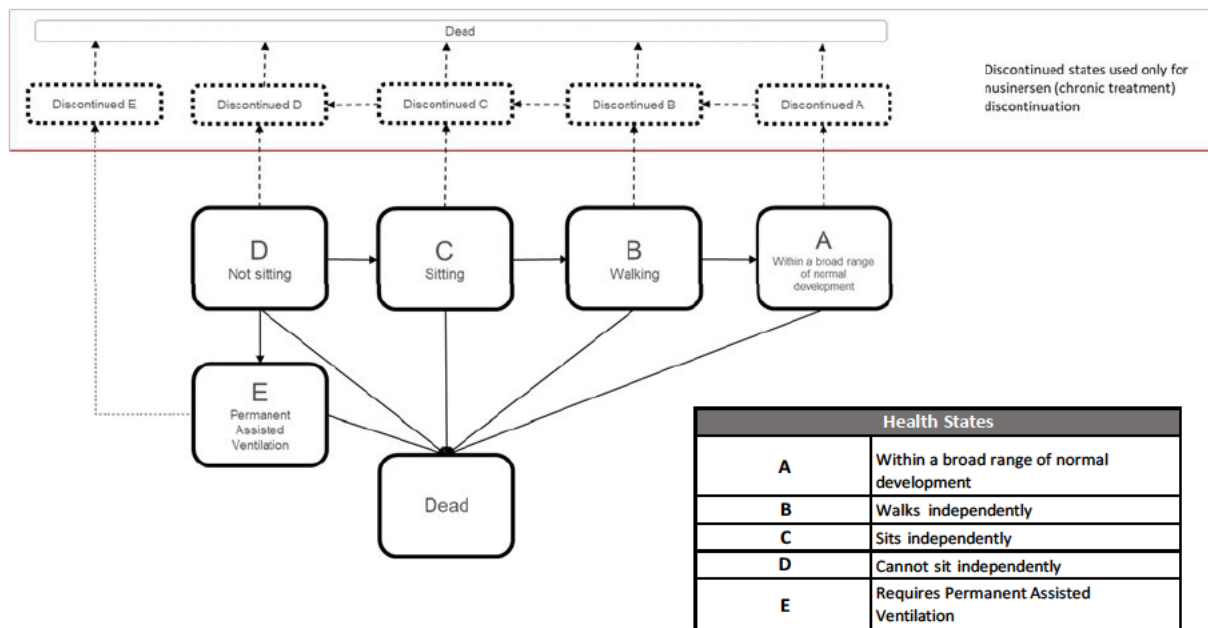 Dead
Discontinued E
Discontinued D
Discontinued C
Discontinued B
Discontinued A
Discontinued states used only for
nusinersen (chronic treatment)
discontinuation
D
Not sitting
C
Sitting
B
Walking
A
Within a broad range
of normal
development
E
Permanent
Assisted
Ventilation
Dead
Health States
A
Within a broad range of normal
development
B
Walks independently
C
Sits independently
D
Cannot sit independently
E
Requires Permanent Assisted
Ventilation